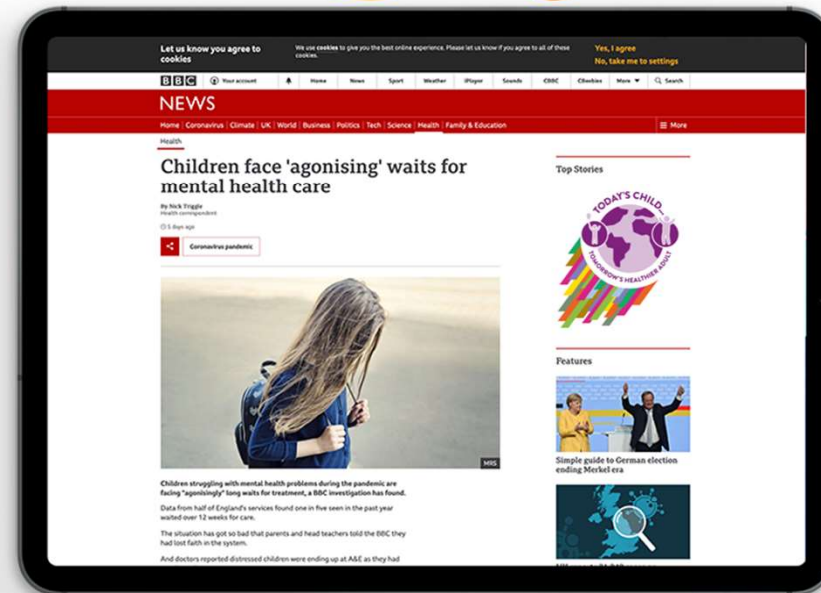 Let us know you agree to
cookies
We use cookies to give you the best online experience. Please let us know if you agree to all of these
cookies.
Yes, I agree
No, take me to settings
BBC Your account Home News Sport Weather iPlayer Sounds CBBC CBeebies More Search
NEWS
Home Coronavirus Climate UK World Business Politics Tech Science Health Family & Education More
Health
Children face 'agonising' waits for
mental health care
By Nick Triggle
Health correspondent
5 days ago
Coronavirus pandemic
MRS
Children struggling with mental health problems during the pandemic are
facing "agonisingly" long waits for treatment, a BBC investigation has found.
Data from half of England's services found one in five seen in the past year
waited over 12 weeks for care.
The situation has got so bad that parents and head teachers told the BBC they
had lost faith in the system.
And doctors reported distressed children were ending up at A&E as they had
Top Stories
TODAY'S CHILD...
TOMORROW'S HEALTHIER ADULT
Features
Simple guide to German election
ending Merkel era